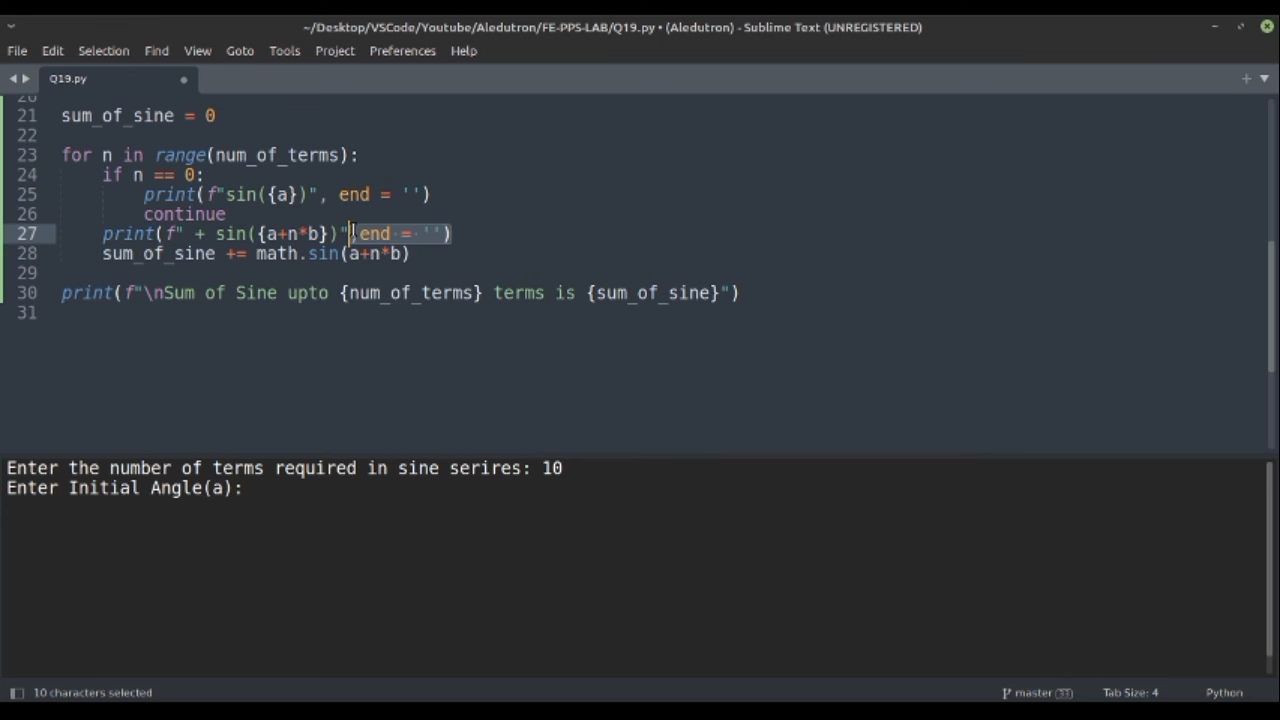 ~/Desktop/VSCode/Youtube/Aledutron/FE-PPS-LAB/Q19.py • (Aledutron) - Sublime Text (UNREGISTERED)
File Edit Selection Find View Goto Tools Project Preferences Help
Q19.py
20
21 sum_of_sine = 0
22
23 for n in range(num_of_terms):
24     if n == 0:
25         print(f"sin({a})", end = '')
26         continue
27     print(f" + sin({a+n*b})",end = '')
28     sum_of_sine += math.sin(a+n*b)
29
30 print(f"\nSum of Sine upto {num_of_terms} terms is {sum_of_sine}")
31
Enter the number of terms required in sine serires: 10
Enter Initial Angle(a):
10 characters selected master 33 Tab Size: 4 Python